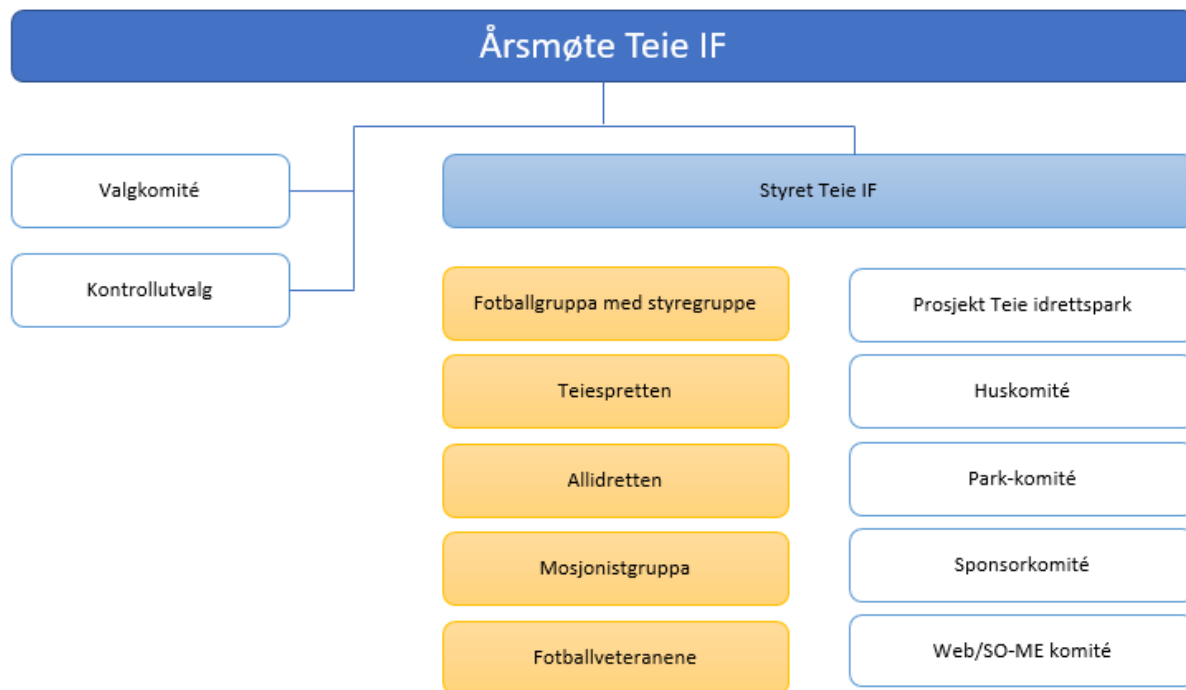 Årsmøte Teie IF
Valgkomité
Kontrollutvalg
Styret Teie IF
Fotballgruppa med styregruppe
Teiespretten
Allidretten
Mosjonistgruppa
Fotballveteranene
Prosjekt Teie idrettspark
Huskomité
Park-komité
Sponsorkomité
Web/SO-ME komité